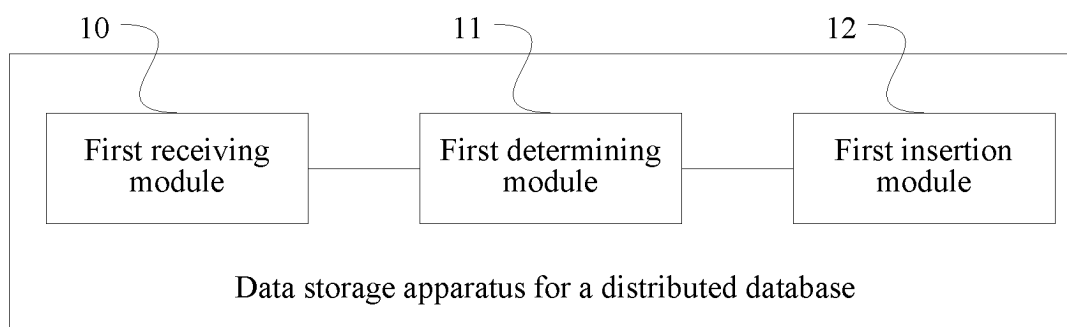 10
11
12
First receiving
module
First determining
module
First insertion
module
Data storage apparatus for a distributed database